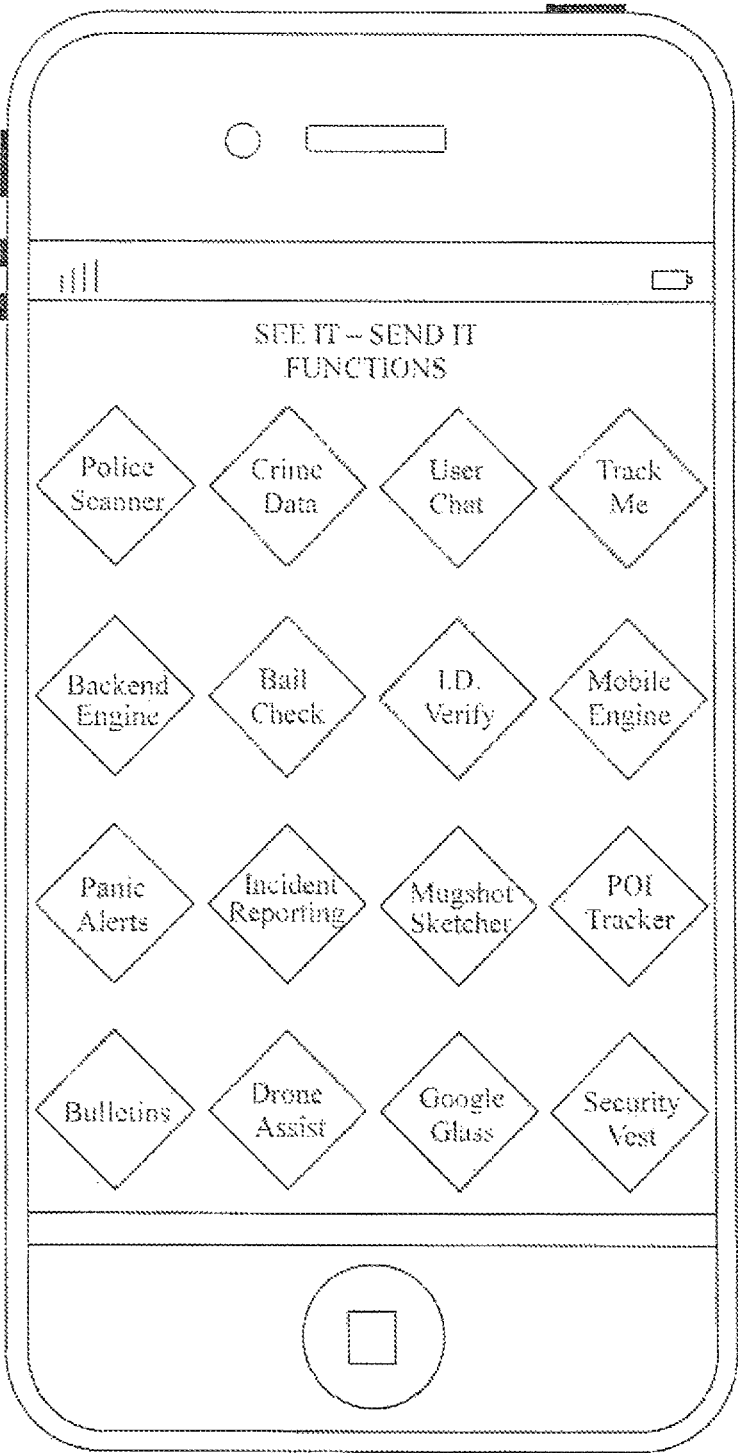 SEE IT – SEND IT
FUNCTIONS
Police
Scanner
Crime
Data
User
Chat
Track
Me
Backend
Engine
Bail
Check
I.D.
Verify
Mobile
Engine
Panic
Alerts
Incident
Reporting
Mugshot
Sketcher
POI
Tracker
Bulletins
Drone
Assist
Google
Glass
Security
Vest